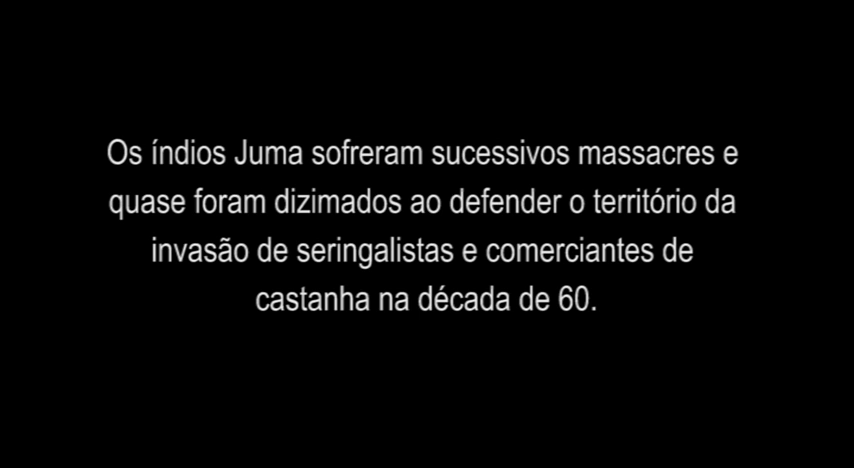 Os índios Juma sofreram sucessivos massacres e
quase foram dizimados ao defender o território da
invasão de seringalistas e comerciantes de
castanha na década de 60.